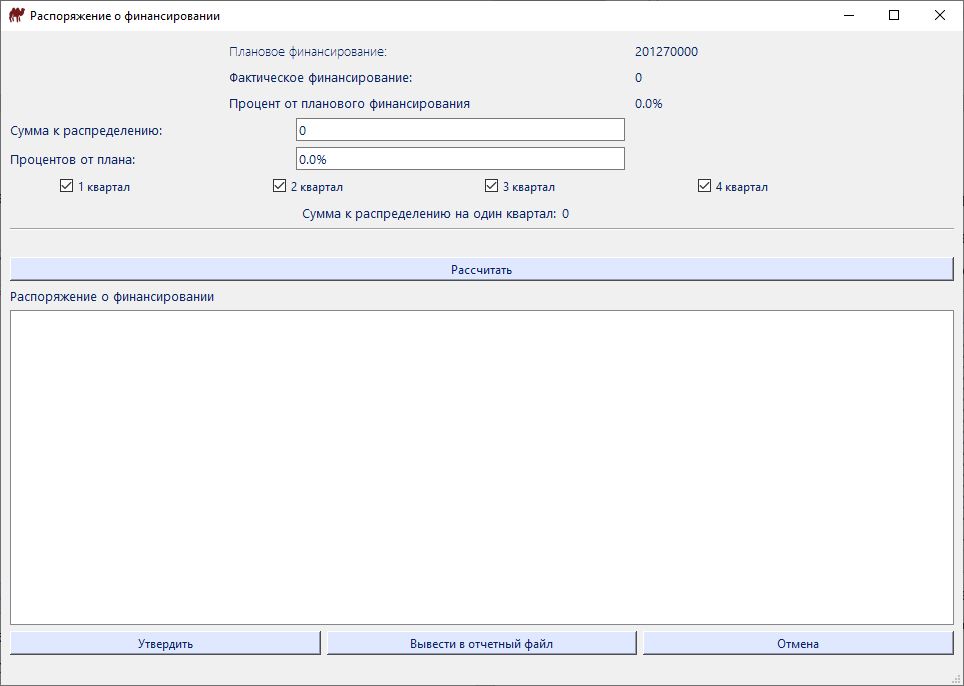 Распоряжение о финансировании
Плановое финансирование: 201270000
Фактическое финансирование: 0
Процент от планового финансирования 0.0%
Сумма к распределению: 0
Процентов от плана: 0.0%
1 квартал 2 квартал 3 квартал 4 квартал
Сумма к распределению на один квартал: 0
Рассчитать
Распоряжение о финансировании
Утвердить Вывести в отчетный файл Отмена